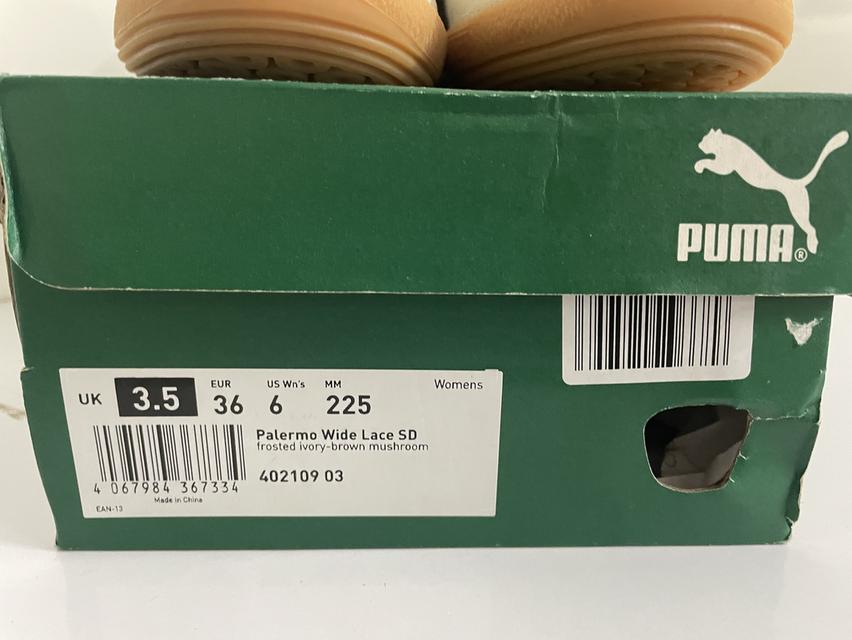 PUMA®
UK 3.5 EUR 36 US Wn's 6 MM 225 Womens
Palermo Wide Lace SD
frosted ivory-brown mushroom
402109 03
4 067984 367334
Made in China
EAN-13